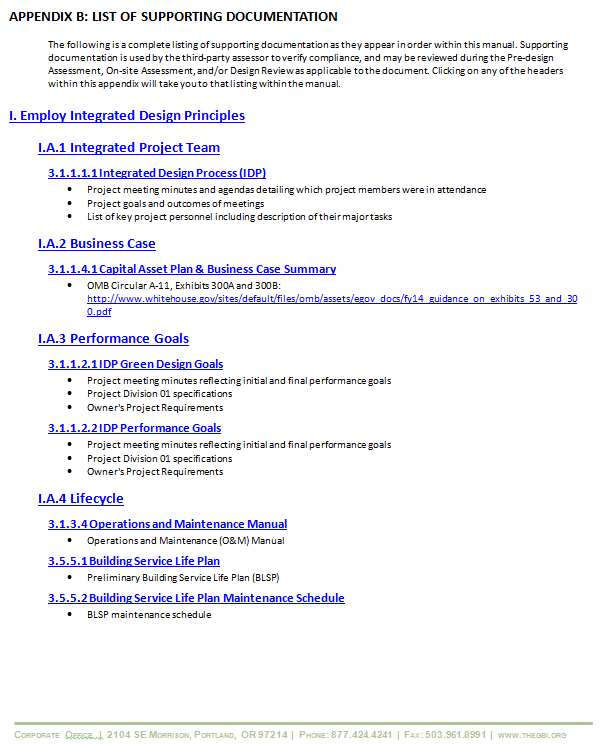 APPENDIX B: LIST OF SUPPORTING DOCUMENTATION
The following is a complete listing of supporting documentation as they appear in order within this manual. Supporting
documentation is used by the third-party assessor to verify compliance, and may be reviewed during the Pre-design
Assessment, On-site Assessment, and/or Design Review as applicable to the document. Clicking on any of the headers
within this appendix will take you to that listing within the manual.
I. Employ Integrated Design Principles
I.A.1 Integrated Project Team
3.1.1.1.1 Integrated Design Process (IDP)
• Project meeting minutes and agendas detailing which project members were in attendance
• Project goals and outcomes of meetings
• List of key project personnel including description of their major tasks
I.A.2 Business Case
3.1.1.4.1 Capital Asset Plan & Business Case Summary
• OMB Circular A-11, Exhibits 300A and 300B:
http://www.whitehouse.gov/sites/default/files/omb/assets/egov_docs/fy14_guidance_on_exhibits_53_and_30
0.pdf
I.A.3 Performance Goals
3.1.1.2.1 IDP Green Design Goals
• Project meeting minutes reflecting initial and final performance goals
• Project Division 01 specifications
• Owner's Project Requirements
3.1.1.2.2 IDP Performance Goals
• Project meeting minutes reflecting initial and final performance goals
• Project Division 01 specifications
• Owner's Project Requirements
I.A.4 Lifecycle
3.1.3.4 Operations and Maintenance Manual
• Operations and Maintenance (O&M) Manual
3.5.5.1 Building Service Life Plan
• Preliminary Building Service Life Plan (BLSP)
3.5.5.2 Building Service Life Plan Maintenance Schedule
• BLSP maintenance schedule
CORPORATE OFFICE | 2104 SE MORRISON, PORTLAND, OR 97214 | PHONE: 877.424.4241 | FAX: 503.961.8991 | WWW.THEGBI.ORG